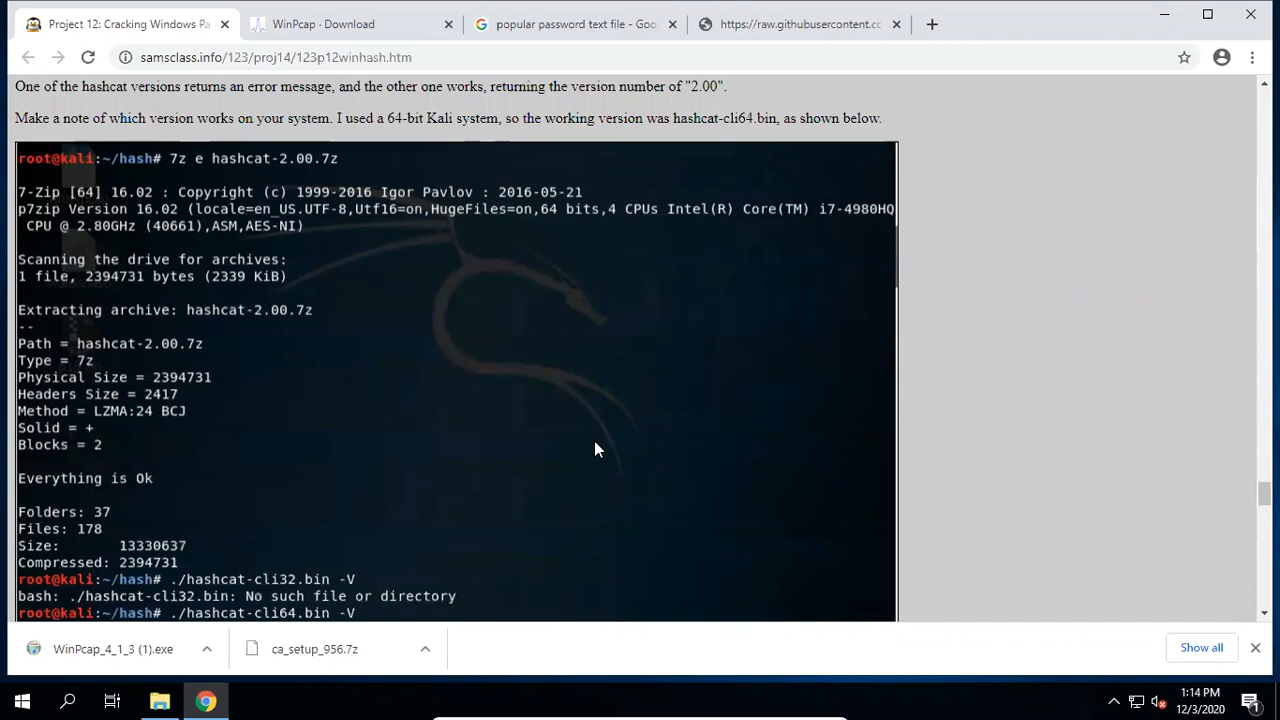 Project 12: Cracking Windows Pa
WinPcap · Download
popular password text file - Goo
https://raw.githubusercontent.cc
samsclass.info/123/proj14/123p12winhash.htm
One of the hashcat versions returns an error message, and the other one works, returning the version number of "2.00".
Make a note of which version works on your system. I used a 64-bit Kali system, so the working version was hashcat-cli64.bin, as shown below.
root@kali:~/hash# 7z e hashcat-2.00.7z
7-Zip [64] 16.02 : Copyright (c) 1999-2016 Igor Pavlov : 2016-05-21
p7zip Version 16.02 (locale=en_US.UTF-8,Utf16=on,HugeFiles=on,64 bits,4 CPUs Intel(R) Core(TM) i7-4980HQ
CPU @ 2.80GHz (40661),ASM,AES-NI)
Scanning the drive for archives:
1 file, 2394731 bytes (2339 KiB)
Extracting archive: hashcat-2.00.7z
--
Path = hashcat-2.00.7z
Type = 7z
Physical Size = 2394731
Headers Size = 2417
Method = LZMA:24 BCJ
Solid = +
Blocks = 2
Everything is Ok
Folders: 37
Files: 178
Size: 13330637
Compressed: 2394731
root@kali:~/hash# ./hashcat-cli32.bin -V
bash: ./hashcat-cli32.bin: No such file or directory
root@kali:~/hash# ./hashcat-cli64.bin -V
WinPcap_4_1_3 (1).exe
ca_setup_956.7z
Show all
1:14 PM
12/3/2020
1